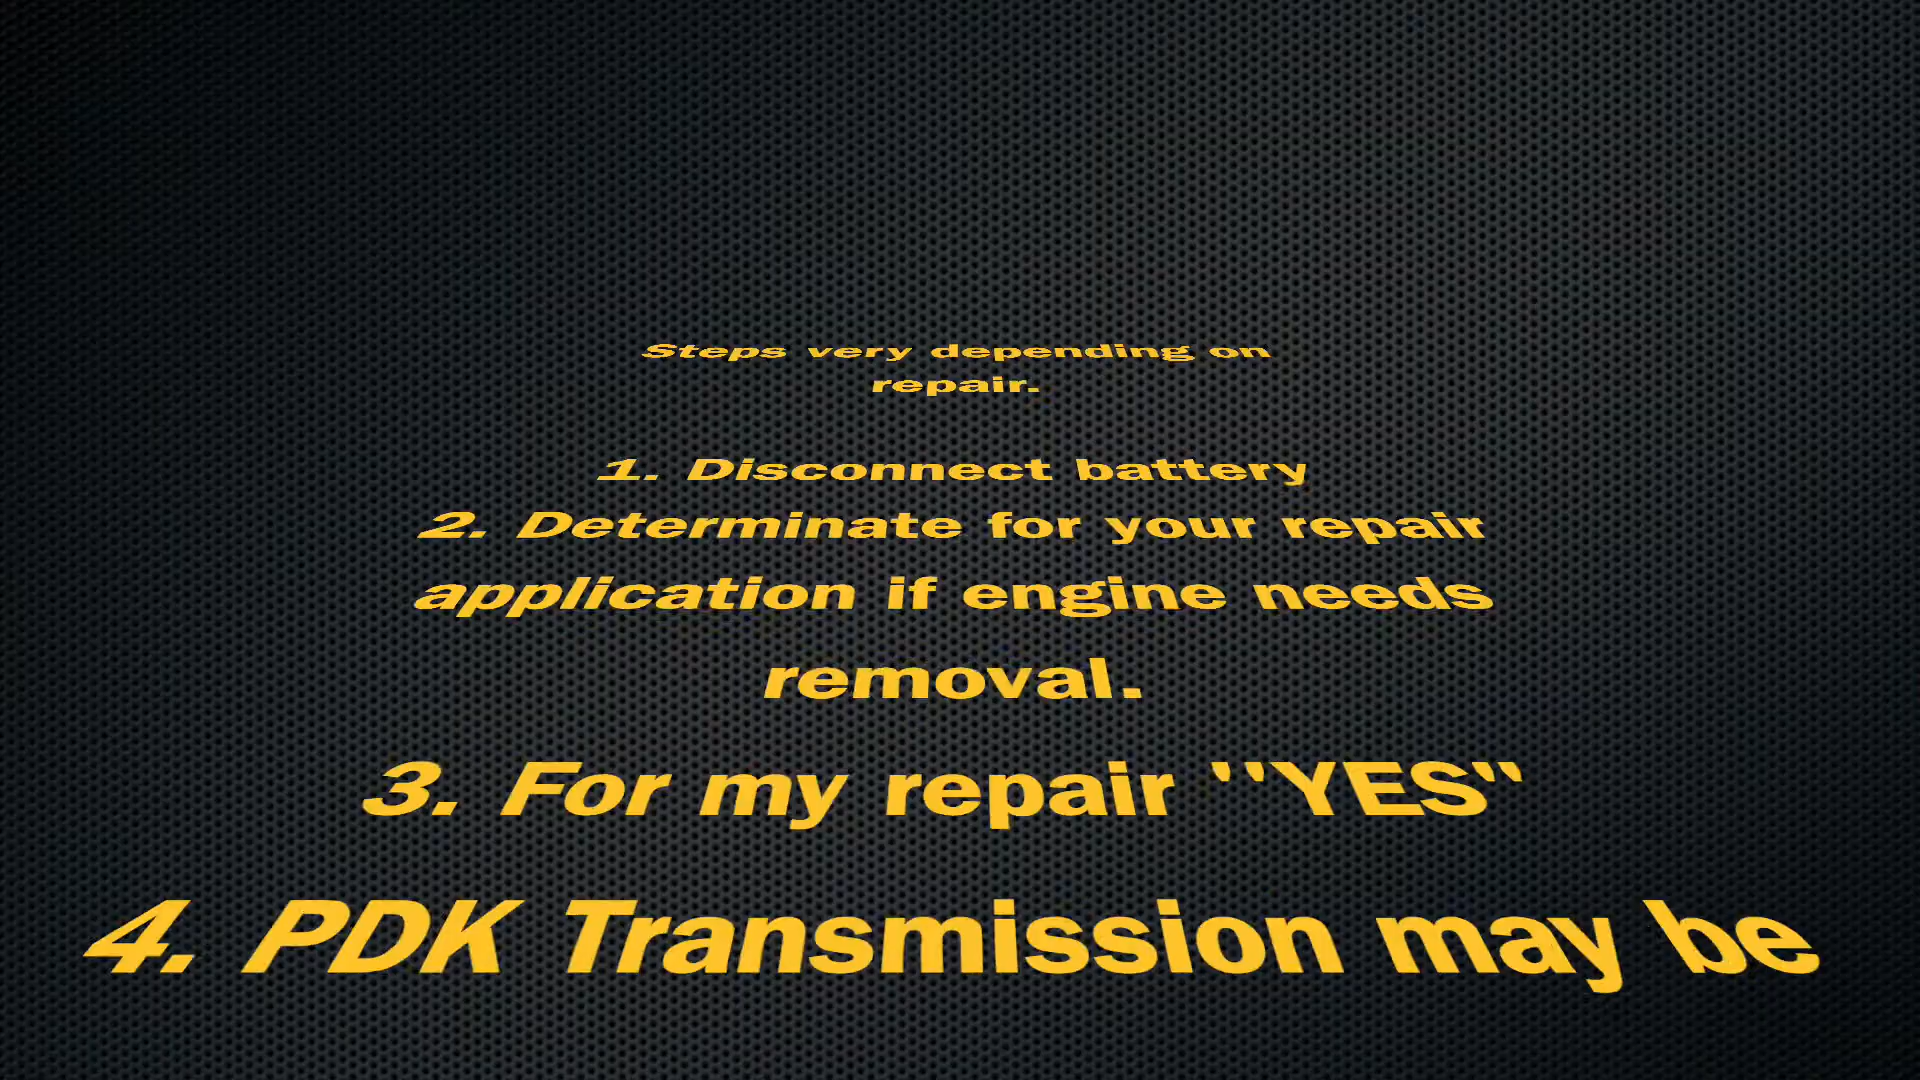 Steps very depending on
repair.
1. Disconnect battery
2. Determinate for your repair
application if engine needs
removal.
3. For my repair "YES"
4. PDK Transmission may be